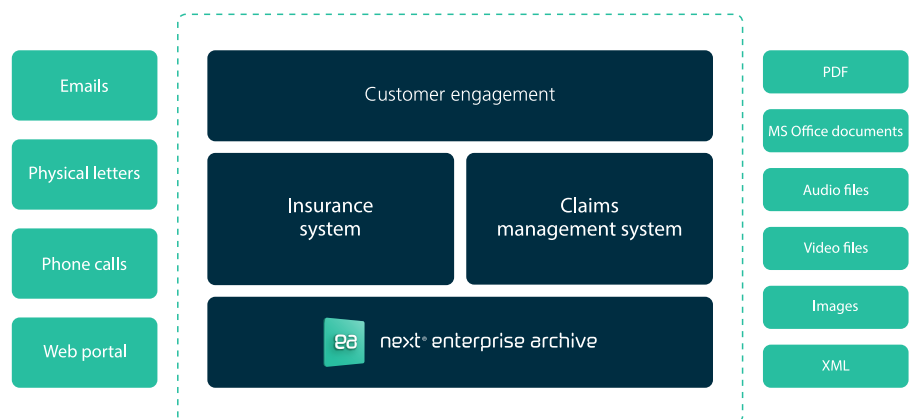 Emails
Physical letters
Phone calls
Web portal
Customer engagement
Insurance
system
Claims
management system
ea next® enterprise archive
PDF
MS Office documents
Audio files
Video files
Images
XML